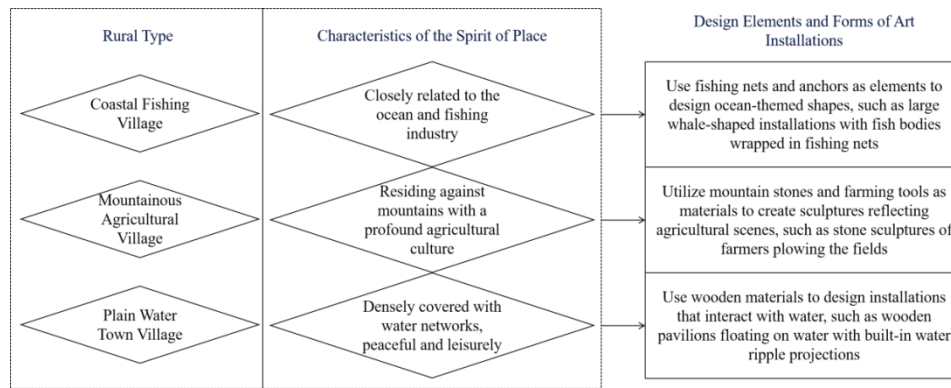 Rural Type
Characteristics of the Spirit of Place
Design Elements and Forms of Art
Installations
Coastal Fishing
Village
Closely related to the
ocean and fishing
industry
Use fishing nets and anchors as elements to
design ocean-themed shapes, such as large
whale-shaped installations with fish bodies
wrapped in fishing nets
Mountainous
Agricultural
Village
Residing against
mountains with a
profound agricultural
culture
Utilize mountain stones and farming tools as
materials to create sculptures reflecting
agricultural scenes, such as stone sculptures of
farmers plowing the fields
Plain Water
Town Village
Densely covered with
water networks,
peaceful and leisurely
Use wooden materials to design installations
that interact with water, such as wooden
pavilions floating on water with built-in water
ripple projections